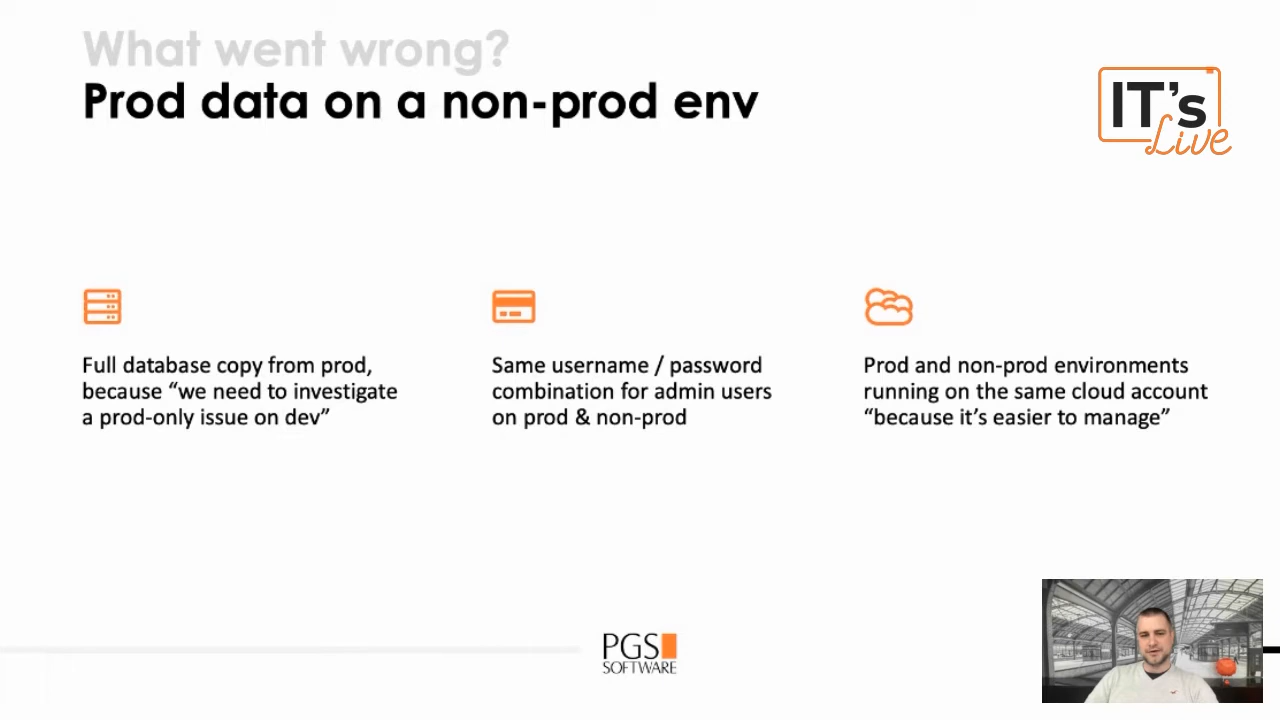 What went wrong?
Prod data on a non-prod env
IT's
Live
Full database copy from prod,
because “we need to investigate
a prod-only issue on dev”
Same username / password
combination for admin users
on prod & non-prod
Prod and non-prod environments
running on the same cloud account
“because it’s easier to manage”
PGS
SOFTWARE